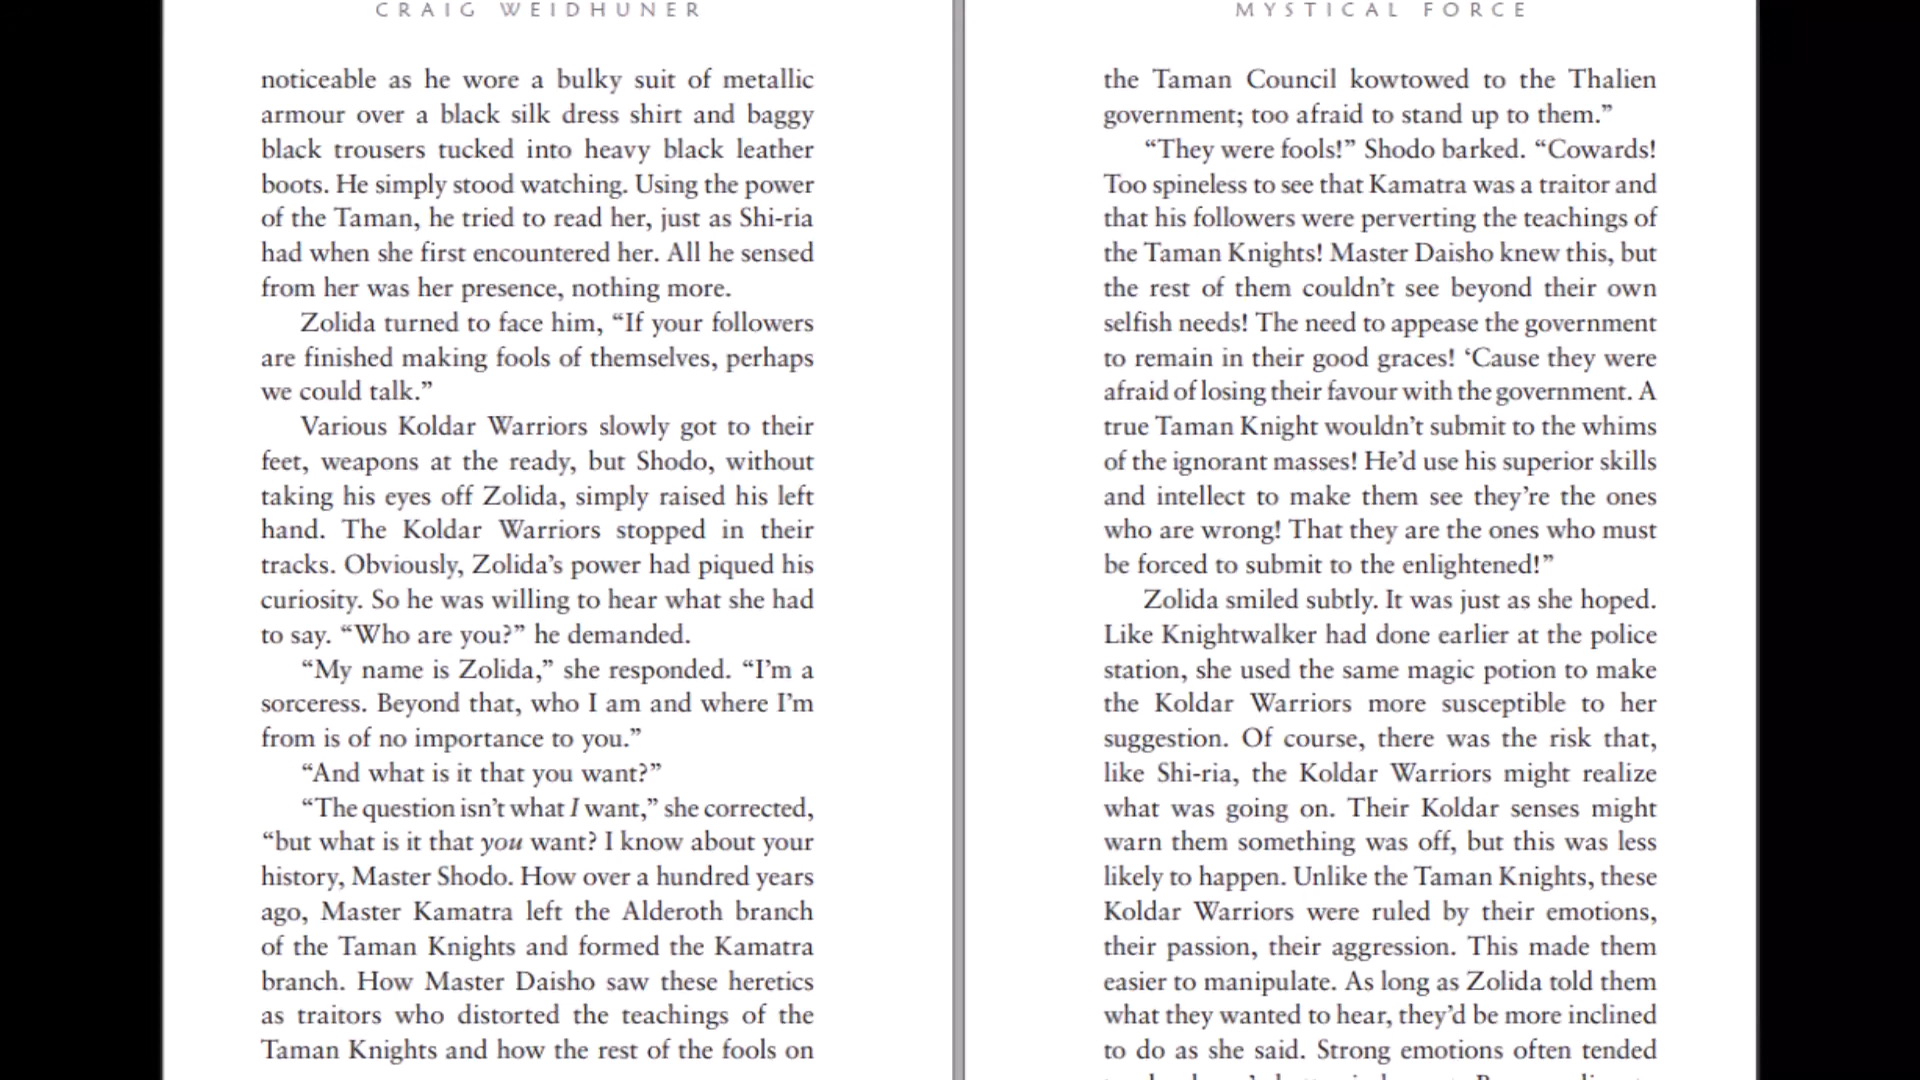 CRAIG WEIDHUNER
noticeable as he wore a bulky suit of metallic
armour over a black silk dress shirt and baggy
black trousers tucked into heavy black leather
boots. He simply stood watching. Using the power
of the Taman, he tried to read her, just as Shi-ria
had when she first encountered her. All he sensed
from her was her presence, nothing more.
Zolida turned to face him, “If your followers
are finished making fools of themselves, perhaps
we could talk.”
Various Koldar Warriors slowly got to their
feet, weapons at the ready, but Shodo, without
taking his eyes off Zolida, simply raised his left
hand. The Koldar Warriors stopped in their
tracks. Obviously, Zolida’s power had piqued his
curiosity. So he was willing to hear what she had
to say. “Who are you?” he demanded.
“My name is Zolida,” she responded. “I’m a
sorceress. Beyond that, who I am and where I’m
from is of no importance to you.”
“And what is it that you want?”
“The question isn’t what I want,” she corrected,
“but what is it that you want? I know about your
history, Master Shodo. How over a hundred years
ago, Master Kamatra left the Alderoth branch
of the Taman Knights and formed the Kamatra
branch. How Master Daisho saw these heretics
as traitors who distorted the teachings of the
Taman Knights and how the rest of the fools on
MYSTICAL FORCE
the Taman Council kowtowed to the Thalien
government; too afraid to stand up to them.”
“They were fools!” Shodo barked. “Cowards!
Too spineless to see that Kamatra was a traitor and
that his followers were perverting the teachings of
the Taman Knights! Master Daisho knew this, but
the rest of them couldn’t see beyond their own
selfish needs! The need to appease the government
to remain in their good graces! ‘Cause they were
afraid of losing their favour with the government. A
true Taman Knight wouldn’t submit to the whims
of the ignorant masses! He’d use his superior skills
and intellect to make them see they’re the ones
who are wrong! That they are the ones who must
be forced to submit to the enlightened!”
Zolida smiled subtly. It was just as she hoped.
Like Knightwalker had done earlier at the police
station, she used the same magic potion to make
the Koldar Warriors more susceptible to her
suggestion. Of course, there was the risk that,
like Shi-ria, the Koldar Warriors might realize
what was going on. Their Koldar senses might
warn them something was off, but this was less
likely to happen. Unlike the Taman Knights, these
Koldar Warriors were ruled by their emotions,
their passion, their aggression. This made them
easier to manipulate. As long as Zolida told them
what they wanted to hear, they’d be more inclined
to do as she said. Strong emotions often tended